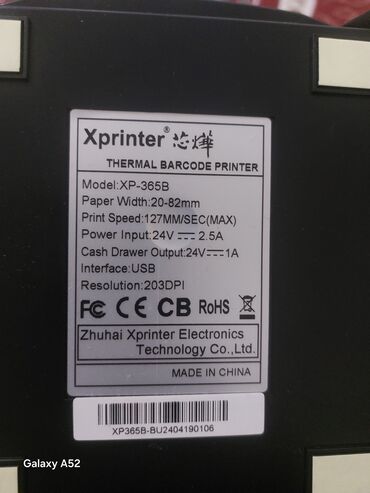 Xprinter® 芯烨
THERMAL BARCODE PRINTER
Model:XP-365B
Paper Width:20-82mm
Print Speed:127MM/SEC(MAX)
Power Input:24V⎓2.5A
Cash Drawer Output:24V⎓1A
Interface:USB
Resolution:203DPI
FC CE CB RoHS
Zhuhai Xprinter Electronics
Technology Co.,Ltd.
MADE IN CHINA
XP365B-BU2404190106
Galaxy A52